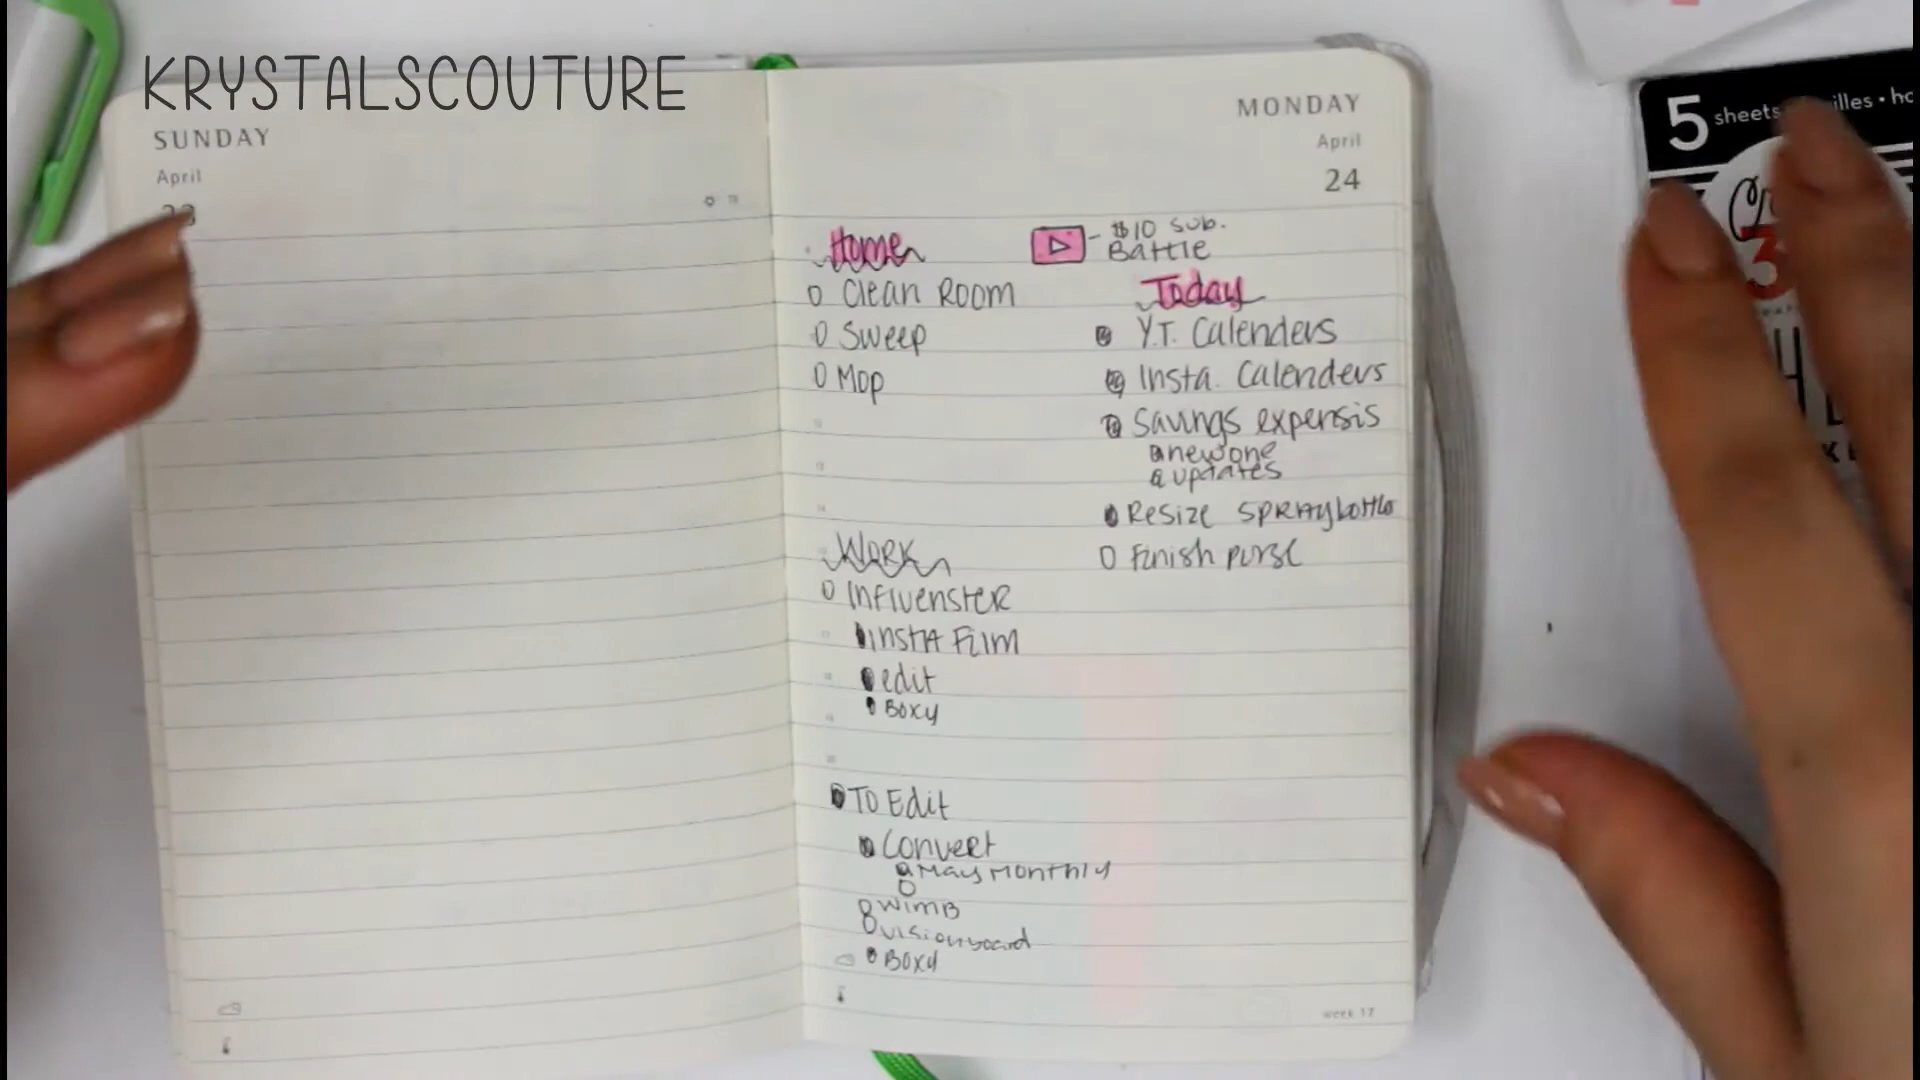 KRYSTALSCOUTURE
SUNDAY
April
MONDAY
April
24
Home
Clean Room
Sweep
Mop
$10 sub.
Battle
Today
Y.T. Calenders
Insta. Calenders
Savings expensis
new one
updates
Resize SPRAYbottle
Finish purse
WORK
Influenster
INSTA Film
edit
Boxy
TO Edit
Convert
May Monthly
WIMB
visionboard
Boxy
week 17
5 sheets